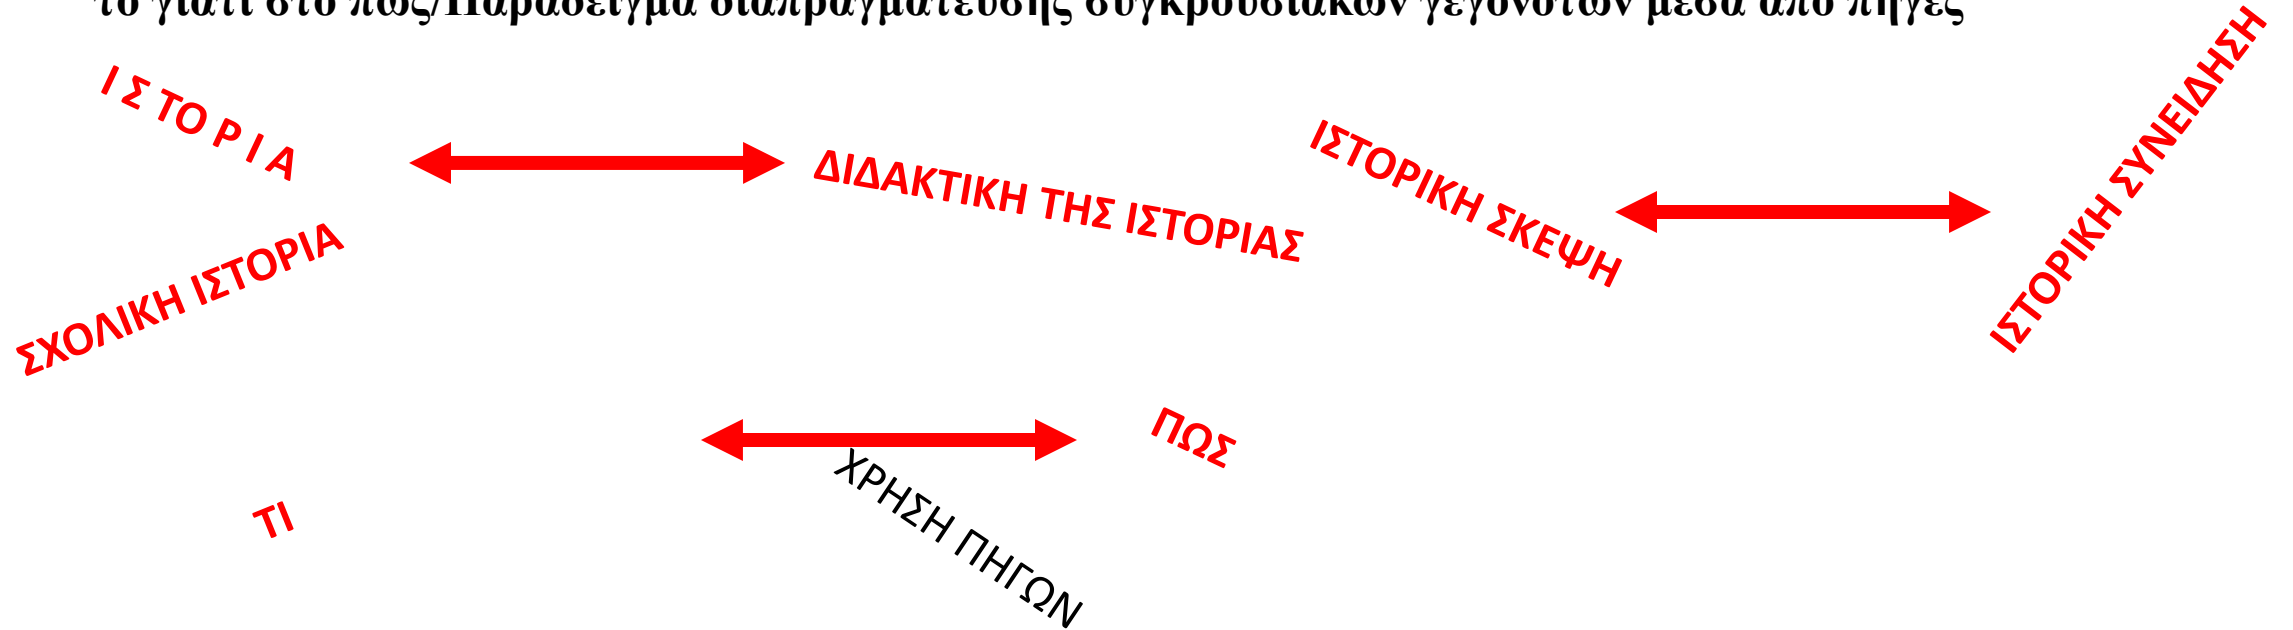 το γιατί στο πώς/Παράδειγμα διαπραγμάτευσης συγκρουσιακών γεγονότων μέσα από πηγές
Ι Σ ΤΟ Ρ Ι Α
ΔΙΔΑΚΤΙΚΗ ΤΗΣ ΙΣΤΟΡΙΑΣ
ΙΣΤΟΡΙΚΗ ΣΚΕΨΗ
ΙΣΤΟΡΙΚΗ ΣΥΝΕΙΔΗΣΗ
ΣΧΟΛΙΚΗ ΙΣΤΟΡΙΑ
ΤΙ
ΠΩΣ
ΧΡΗΣΗ ΠΗΓΩΝ